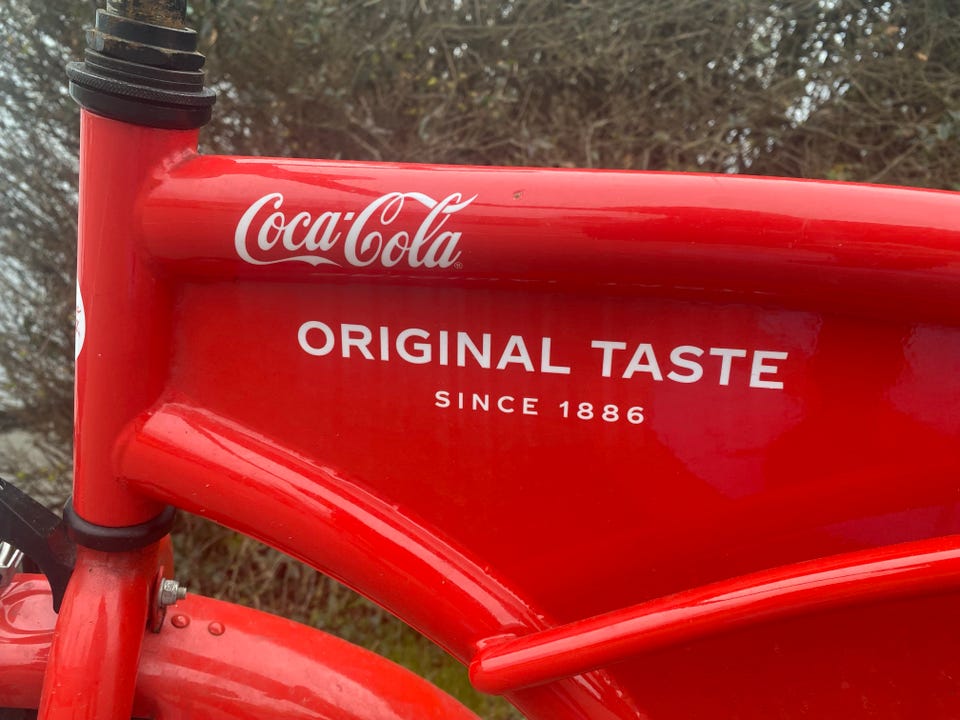 Coca-Cola®
ORIGINAL TASTE
SINCE 1886